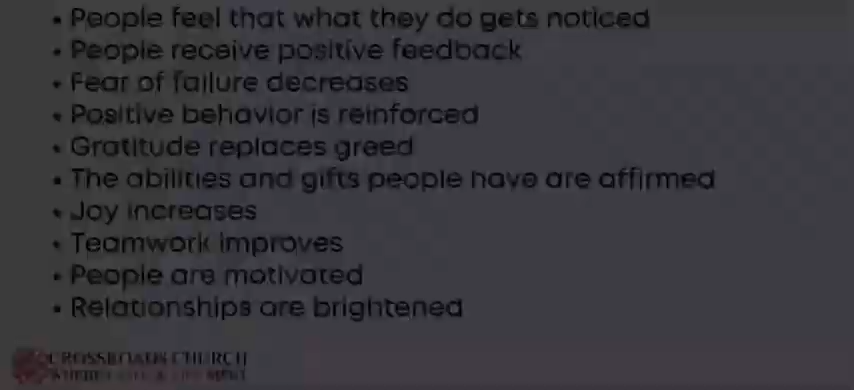 • People feel that what they do gets noticed
• People receive positive feedback
• Fear of failure decreases
• Positive behavior is reinforced
• Gratitude replaces greed
• The abilities and gifts people have are affirmed
• Joy increases
• Teamwork improves
• People are motivated
• Relationships are brightened
CROSSROADS CHURCH
WHERE